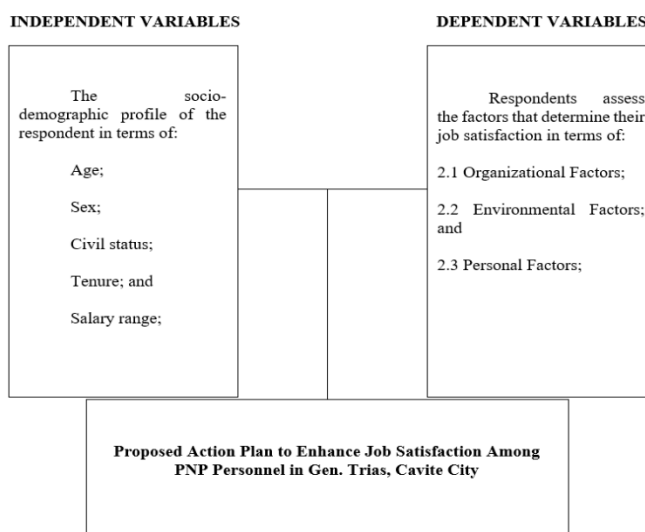 INDEPENDENT VARIABLES
The socio-
demographic profile of the
respondent in terms of:
Age;
Sex;
Civil status;
Tenure; and
Salary range;
DEPENDENT VARIABLES
Respondents assess
the factors that determine their
job satisfaction in terms of:
2.1 Organizational Factors;
2.2 Environmental Factors;
and
2.3 Personal Factors;
Proposed Action Plan to Enhance Job Satisfaction Among
PNP Personnel in Gen. Trias, Cavite City